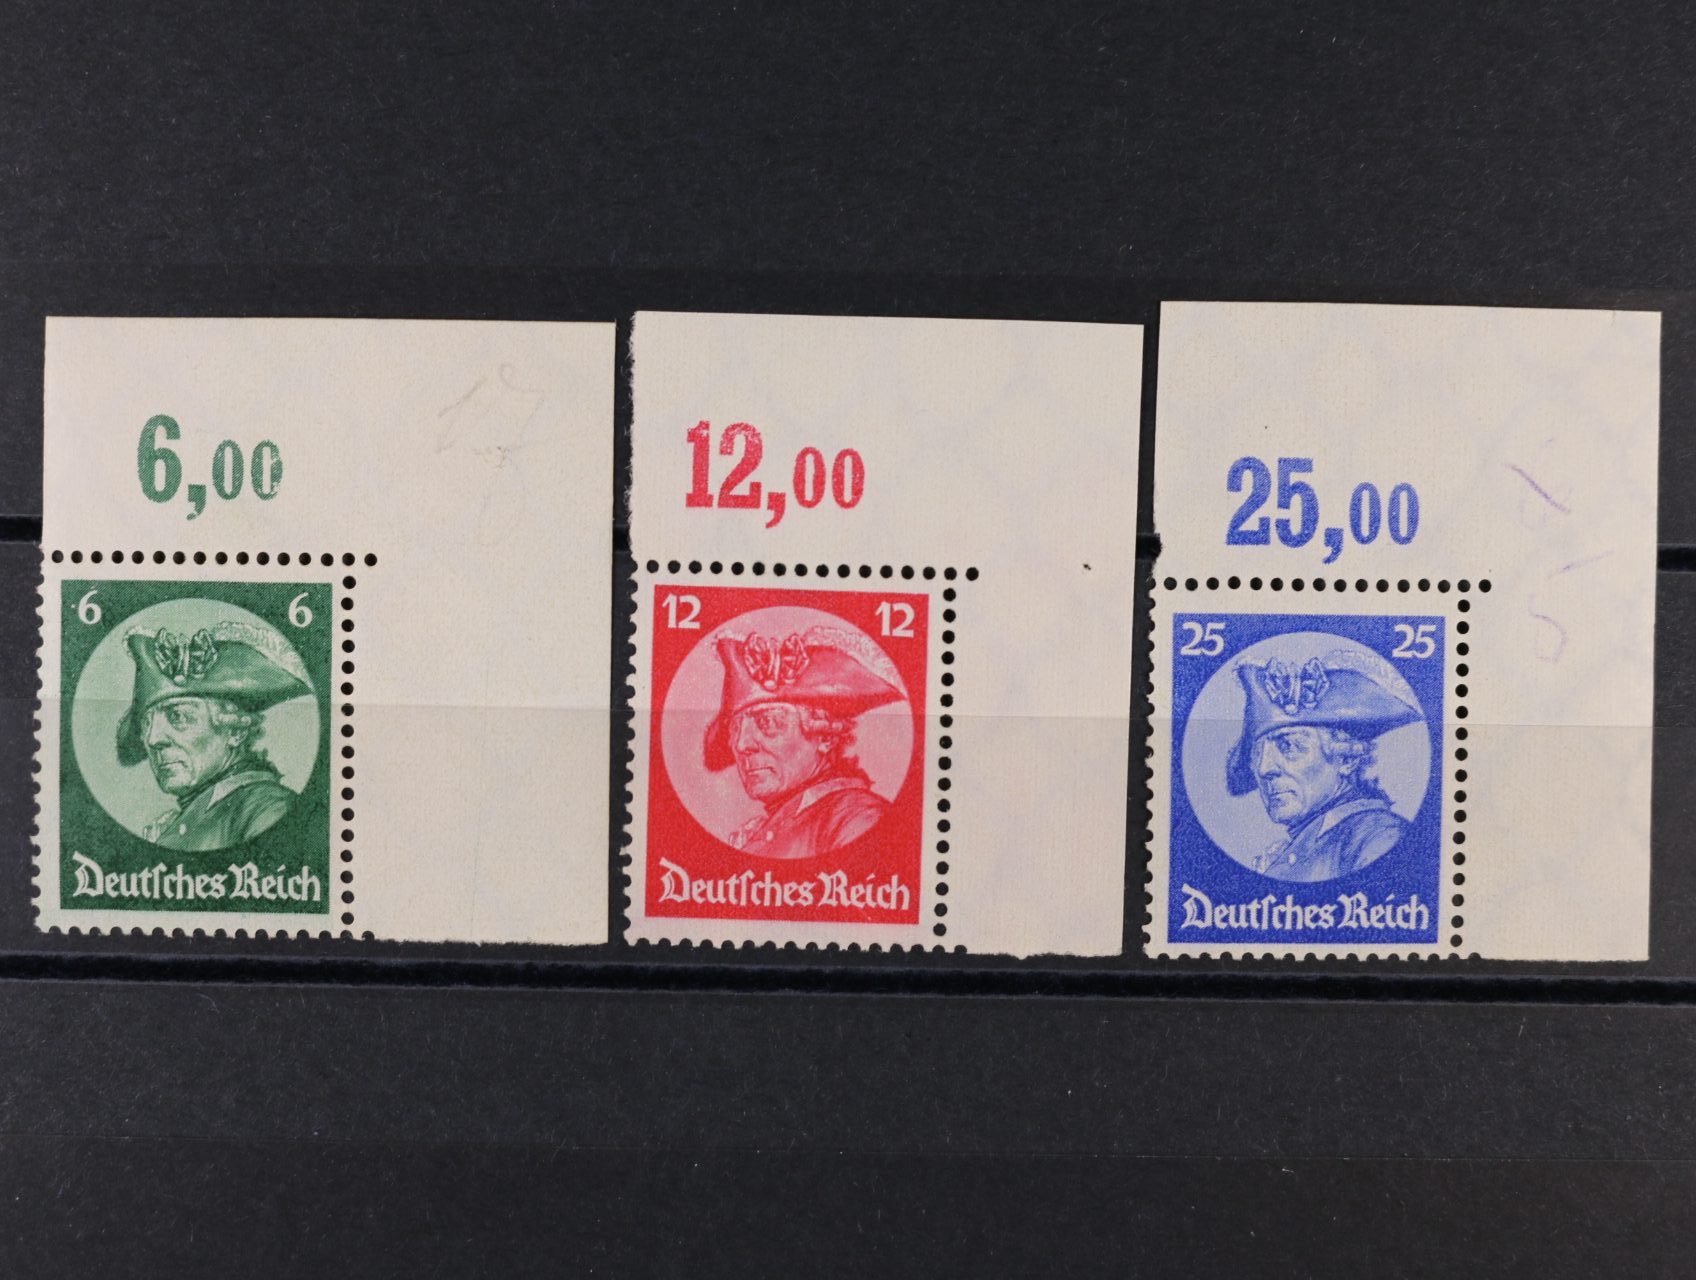 6,00
6 6
Deutſches Reich
12,00
12 12
Deutſches Reich
25,00
25 25
Deutſches Reich